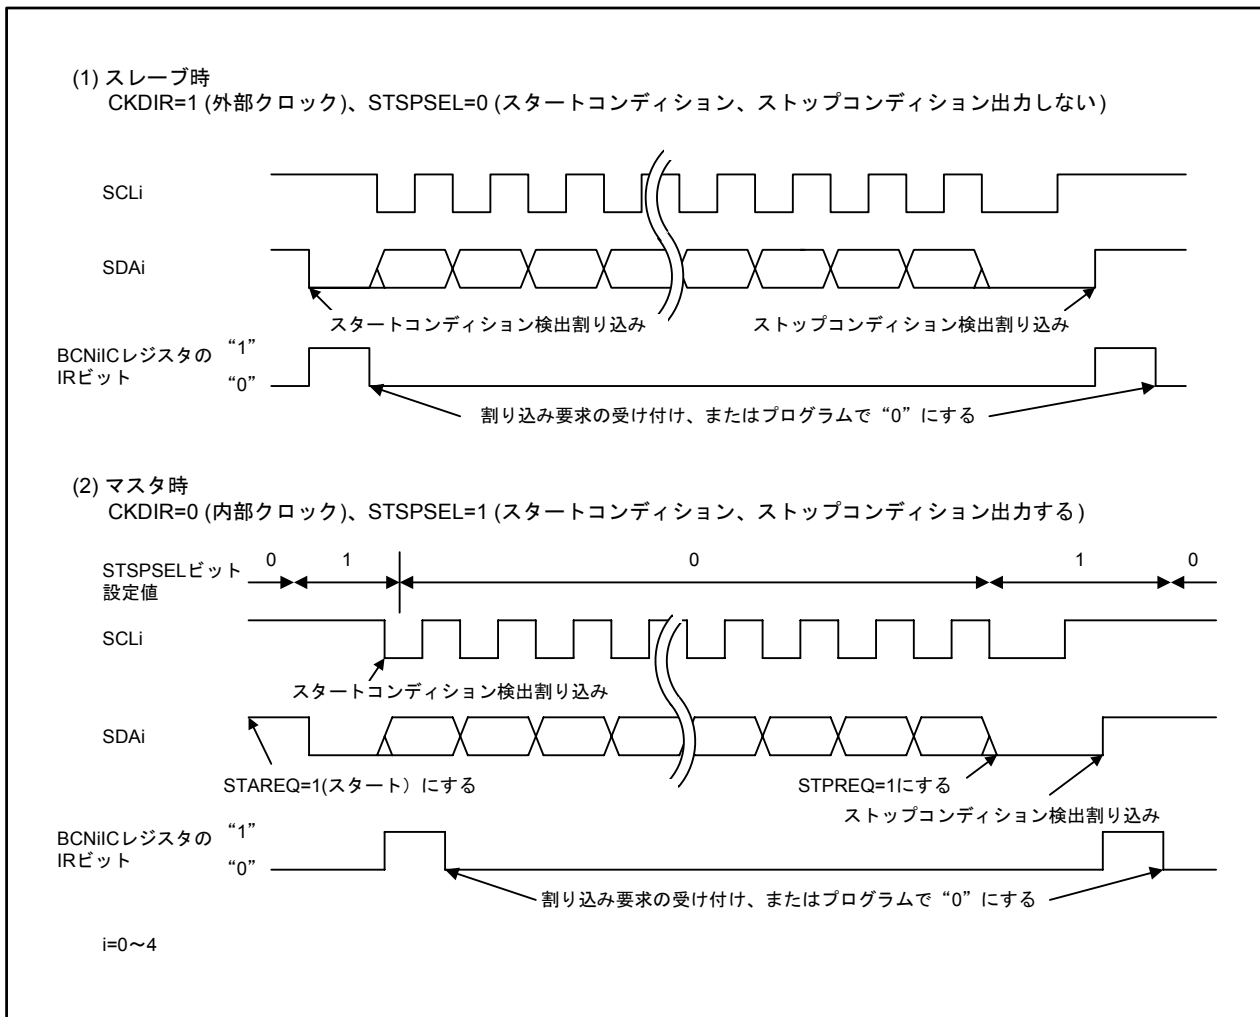 (1) スレーブ時
CKDIR=1 (外部クロック)、STSPSEL=0 (スタートコンディション、ストップコンディション出力しない)
SCLi
SDAi
スタートコンディション検出割り込み
ストップコンディション検出割り込み
BCNiICレジスタの
IRビット
“1”
“0”
割り込み要求の受け付け、またはプログラムで“0”にする
(2) マスタ時
CKDIR=0 (内部クロック)、STSPSEL=1 (スタートコンディション、ストップコンディション出力する)
STSPSELビット
設定値
0
1
0
1
0
SCLi
スタートコンディション検出割り込み
SDAi
STAREQ=1(スタート）にする
STPREQ=1にする
ストップコンディション検出割り込み
BCNiICレジスタの
IRビット
“1”
“0”
割り込み要求の受け付け、またはプログラムで“0”にする
i=0～4